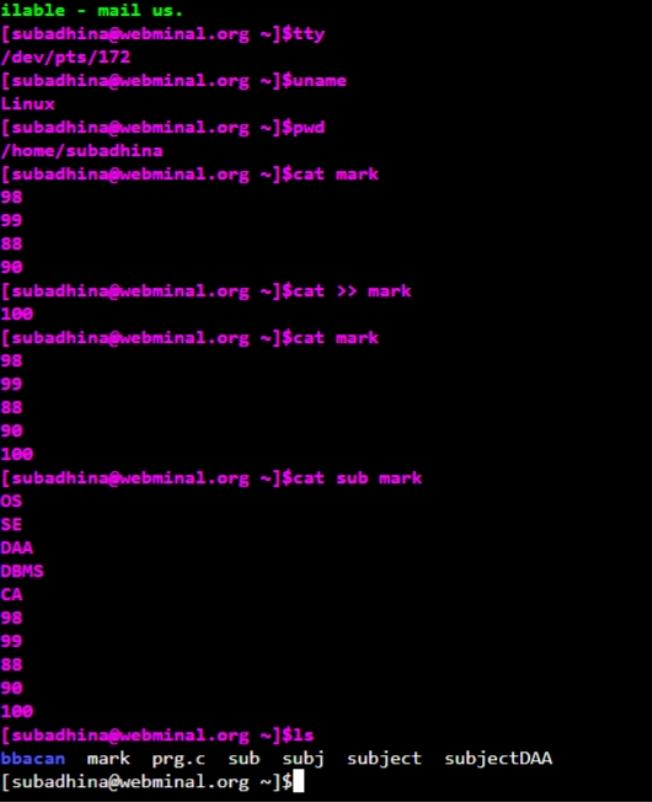 ilable - mail us.
[subadhina@webminal.org ~]$tty
/dev/pts/172
[subadhina@webminal.org ~]$uname
Linux
[subadhina@webminal.org ~]$pwd
/home/subadhina
[subadhina@webminal.org ~]$cat mark
98
99
88
90
[subadhina@webminal.org ~]$cat >> mark
100
[subadhina@webminal.org ~]$cat mark
98
99
88
90
100
[subadhina@webminal.org ~]$cat sub mark
OS
SE
DAA
DBMS
CA
98
99
88
90
100
[subadhina@webminal.org ~]$ls
bbacan  mark  prg.c  sub  subj  subject  subjectDAA
[subadhina@webminal.org ~]$